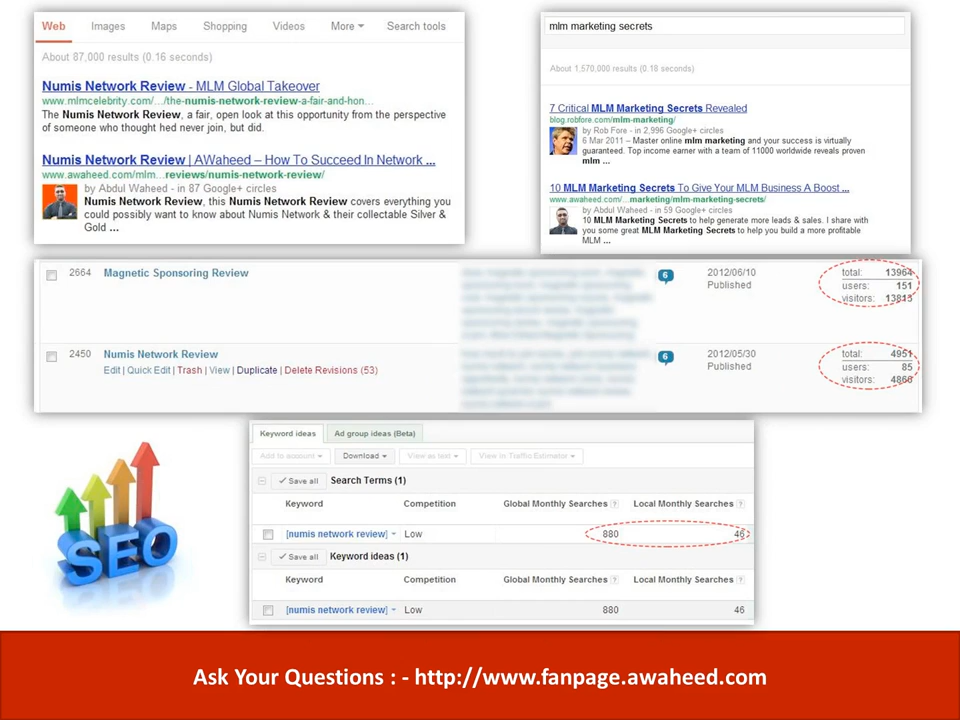 Web Images Maps Shopping Videos More Search tools
About 87,000 results (0.16 seconds)
Numis Network Review - MLM Global Takeover
www.mlmcelebrity.com/.../the-numis-network-review-a-fair-and-hon...
The Numis Network Review, a fair, open look at this opportunity from the perspective
of someone who thought hed never join, but did.
Numis Network Review | AWaheed – How To Succeed In Network ...
www.awaheed.com/mlm...reviews/numis-network-review/
by Abdul Waheed - in 87 Google+ circles
Numis Network Review, this Numis Network Review covers everything you
could possibly want to know about Numis Network & their collectable Silver &
Gold ...
mlm marketing secrets
About 1,570,000 results (0.18 seconds)
7 Critical MLM Marketing Secrets Revealed
blog.robfore.com/mlm-marketing/
by Rob Fore - in 2,996 Google+ circles
6 Mar 2011 – Master online mlm marketing and your success is virtually
guaranteed. Top income earner with a team of 11000 worldwide reveals proven
mlm ...
10 MLM Marketing Secrets To Give Your MLM Business A Boost ...
www.awaheed.com/...marketing/mlm-marketing-secrets/
by Abdul Waheed - in 59 Google+ circles
10 MLM Marketing Secrets to help generate more leads & sales. I share with
you some great MLM Marketing Secrets to help you build a more profitable
MLM ...
2664 Magnetic Sponsoring Review 6 2012/06/10 total: 13964
Published users: 151
visitors: 13813
2450 Numis Network Review 6 2012/05/30 total: 4951
Edit | Quick Edit | Trash | View | Duplicate | Delete Revisions (53) Published users: 85
visitors: 4866
Keyword ideas Ad group ideas (Beta)
Add to account Download View as text View in Traffic Estimator
Save all Search Terms (1)
Keyword Competition Global Monthly Searches ? Local Monthly Searches ?
[numis network review] Low 880 46
Save all Keyword ideas (1)
Keyword Competition Global Monthly Searches ? Local Monthly Searches ?
[numis network review] Low 880 46
SEO
Ask Your Questions : - http://www.fanpage.awaheed.com